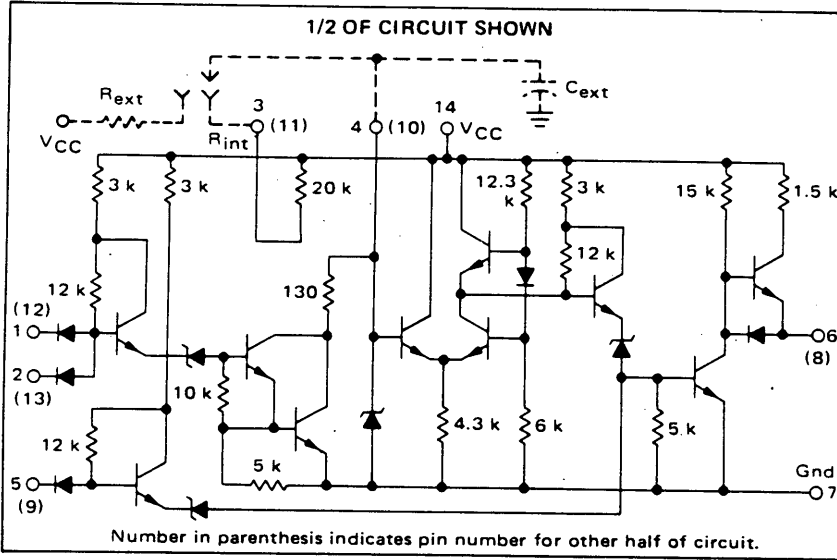 1/2 OF CIRCUIT SHOWN
Rext
VCC
Rint
3
(11)
4 (10)
14
VCC
Cext
3 k
3 k
20 k
12.3 k
3 k
15 k
1.5 k
12 k
12 k
130
(12)
1
2
(13)
10 k
12 k
5 k
4.3 k
6 k
5 k
6
(8)
5
(9)
Gnd
7
Number in parenthesis indicates pin number for other half of circuit.